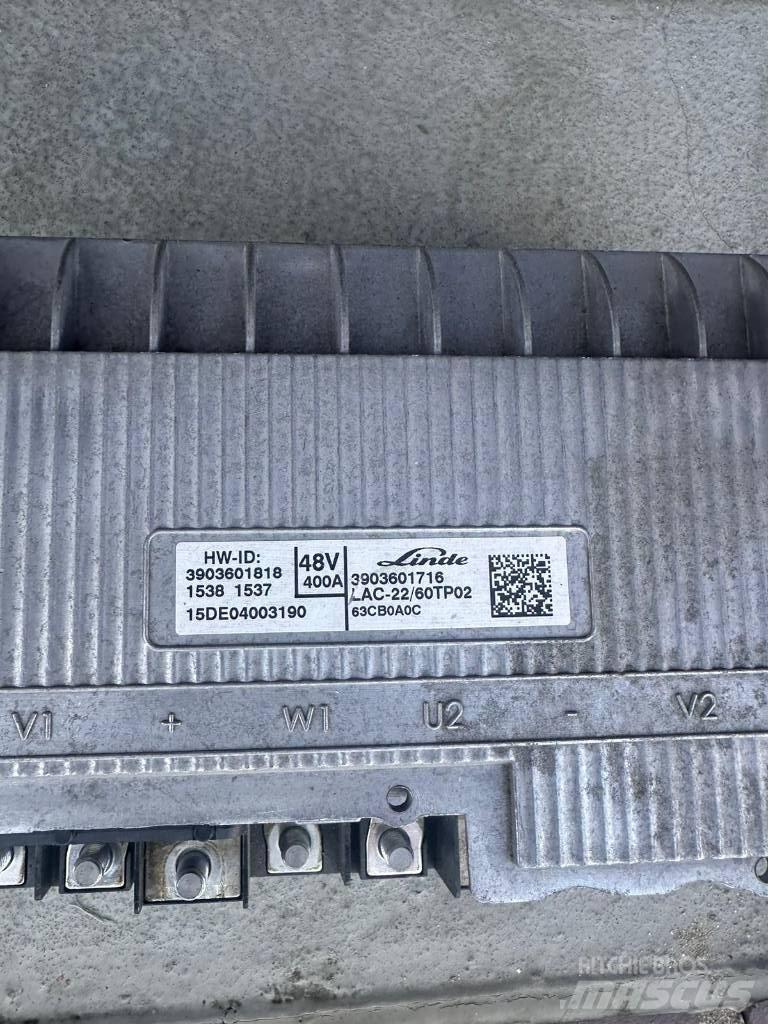 HW-ID:
3903601818
1538 1537
15DE04003190
48V
400A
Linde
3903601716
LAC-22/60TP02
63CB0A0C
V1 + W1 U2 - V2
RITCHIE BROS.
MASCUS